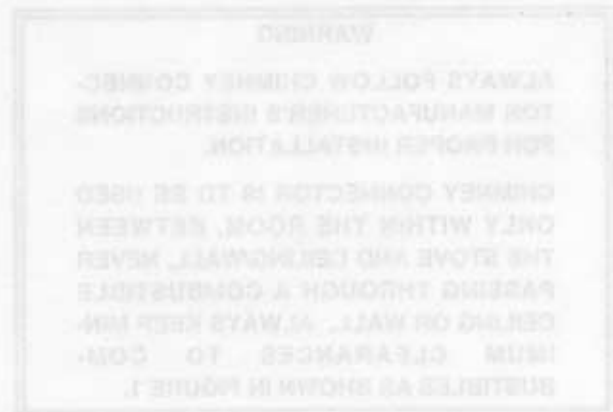 WARNING
ALWAYS FOLLOW CHIMNEY CONNEC-
TOR MANUFACTURER'S INSTRUCTIONS
FOR PROPER INSTALLATION.
CHIMNEY CONNECTOR IS TO BE USED
ONLY WITHIN THE ROOM, BETWEEN
THE STOVE AND CEILING/WALL. NEVER
PASSING THROUGH A COMBUSTIBLE
CEILING OR WALL. ALWAYS KEEP MIN-
IMUM CLEARANCES TO COM-
BUSTIBLES AS SHOWN IN FIGURE 1.